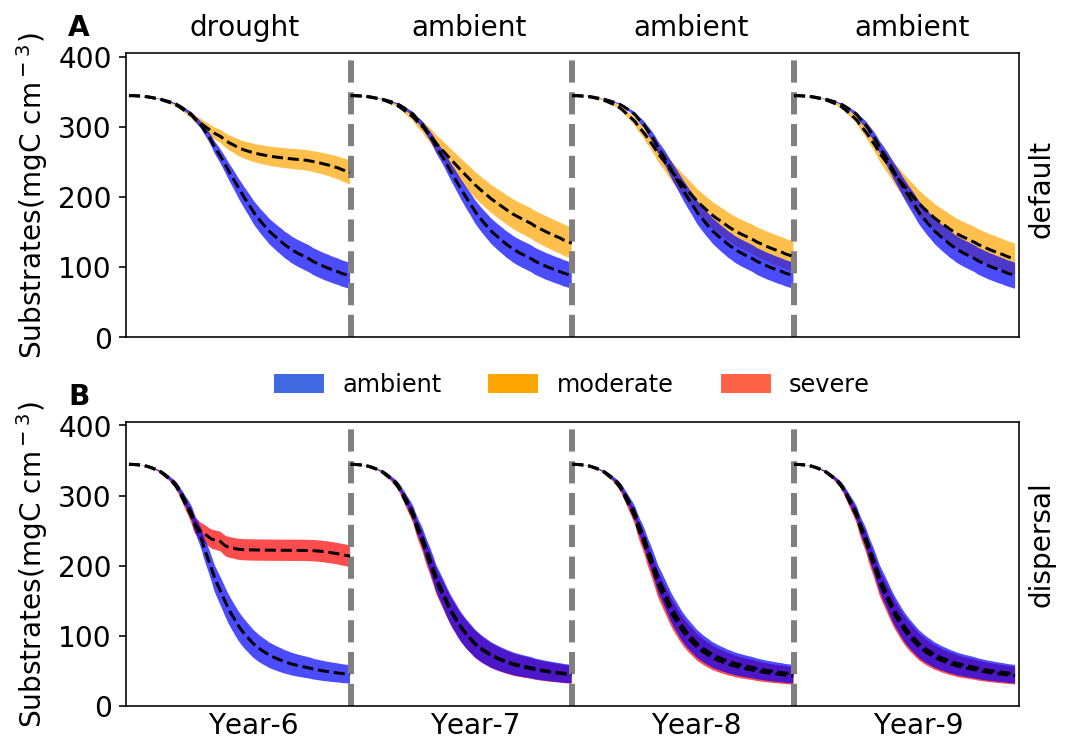 A drought ambient ambient ambient
Substrates(mgC cm⁻³)
400
300
200
100
0
default
ambient moderate severe
B
Substrates(mgC cm⁻³)
400
300
200
100
0
dispersal
Year-6 Year-7 Year-8 Year-9